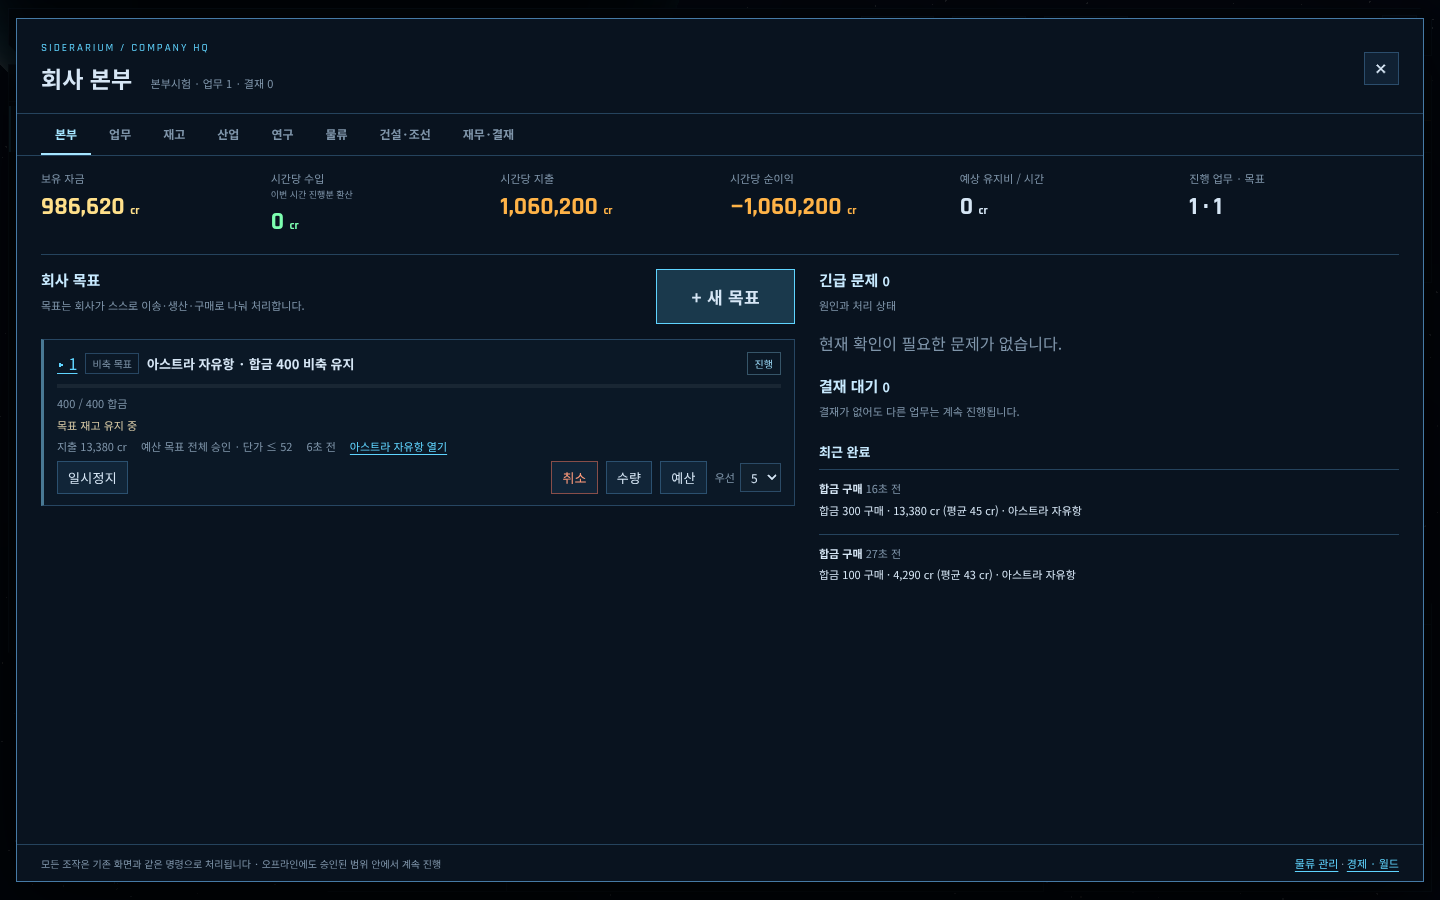 SIDERARIUM / COMPANY HQ
회사 본부 본부시험 · 업무 1 · 결재 0
×
본부 업무 재고 산업 연구 물류 건설·조선 재무·결재
보유 자금
986,620 cr
시간당 수입
이번 시간 진행분 환산
0 cr
시간당 지출
1,060,200 cr
시간당 순이익
−1,060,200 cr
예상 유지비 / 시간
0 cr
진행 업무 · 목표
1 · 1
회사 목표
목표는 회사가 스스로 이송·생산·구매로 나눠 처리합니다.
+ 새 목표
▸ 1 비축 목표 아스트라 자유항 · 합금 400 비축 유지 진행
400 / 400 합금
목표 재고 유지 중
지출 13,380 cr 예산 목표 전체 승인 · 단가 ≤ 52 6초 전 아스트라 자유항 열기
일시정지 취소 수량 예산 우선 5
긴급 문제 0
원인과 처리 상태
현재 확인이 필요한 문제가 없습니다.
결재 대기 0
결재가 없어도 다른 업무는 계속 진행됩니다.
최근 완료
합금 구매 16초 전
합금 300 구매 · 13,380 cr (평균 45 cr) · 아스트라 자유항
합금 구매 27초 전
합금 100 구매 · 4,290 cr (평균 43 cr) · 아스트라 자유항
모든 조작은 기존 화면과 같은 명령으로 처리됩니다 · 오프라인에도 승인된 범위 안에서 계속 진행
물류 관리 · 경제 · 월드